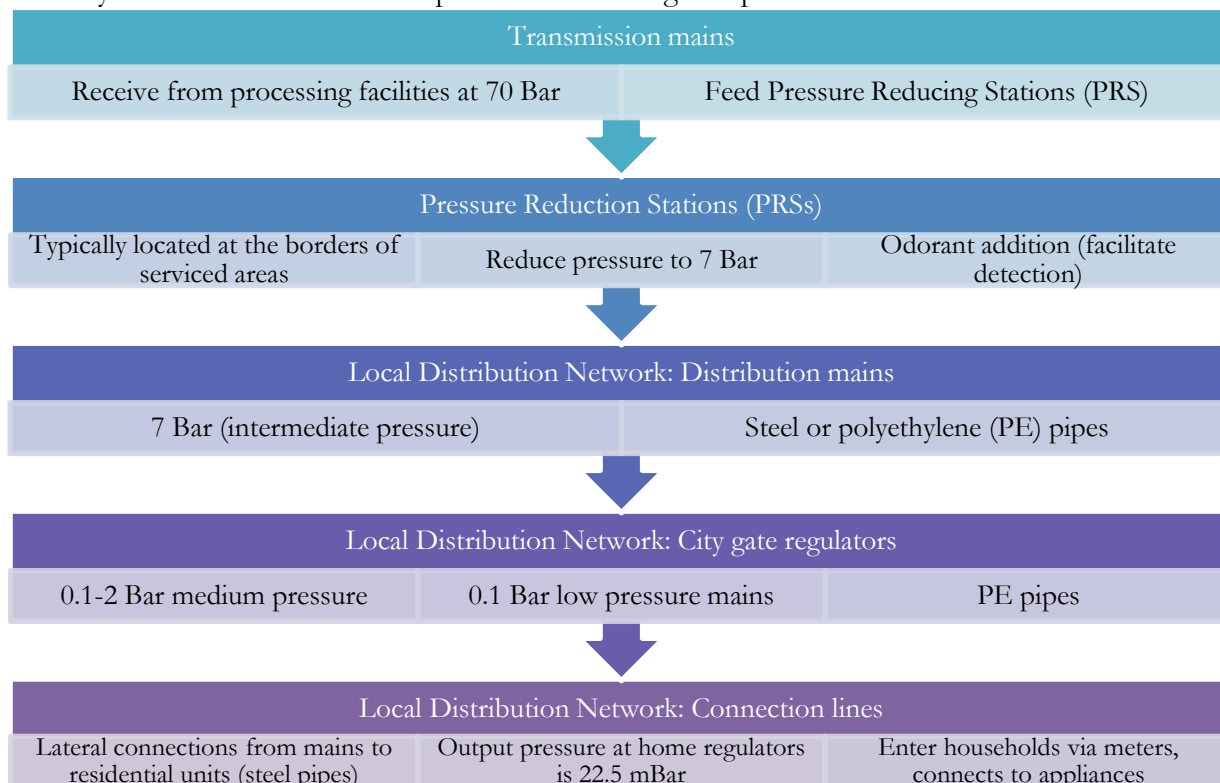 Transmission mains
Receive from processing facilities at 70 Bar
Feed Pressure Reducing Stations (PRS)
Pressure Reduction Stations (PRSs)
Typically located at the borders of
serviced areas
Reduce pressure to 7 Bar
Odorant addition (facilitate
detection)
Local Distribution Network: Distribution mains
7 Bar (intermediate pressure)
Steel or polyethylene (PE) pipes
Local Distribution Network: City gate regulators
0.1-2 Bar medium pressure
0.1 Bar low pressure mains
PE pipes
Local Distribution Network: Connection lines
Lateral connections from mains to
residential units (steel pipes)
Output pressure at home regulators
is 22.5 mBar
Enter households via meters,
connects to appliances